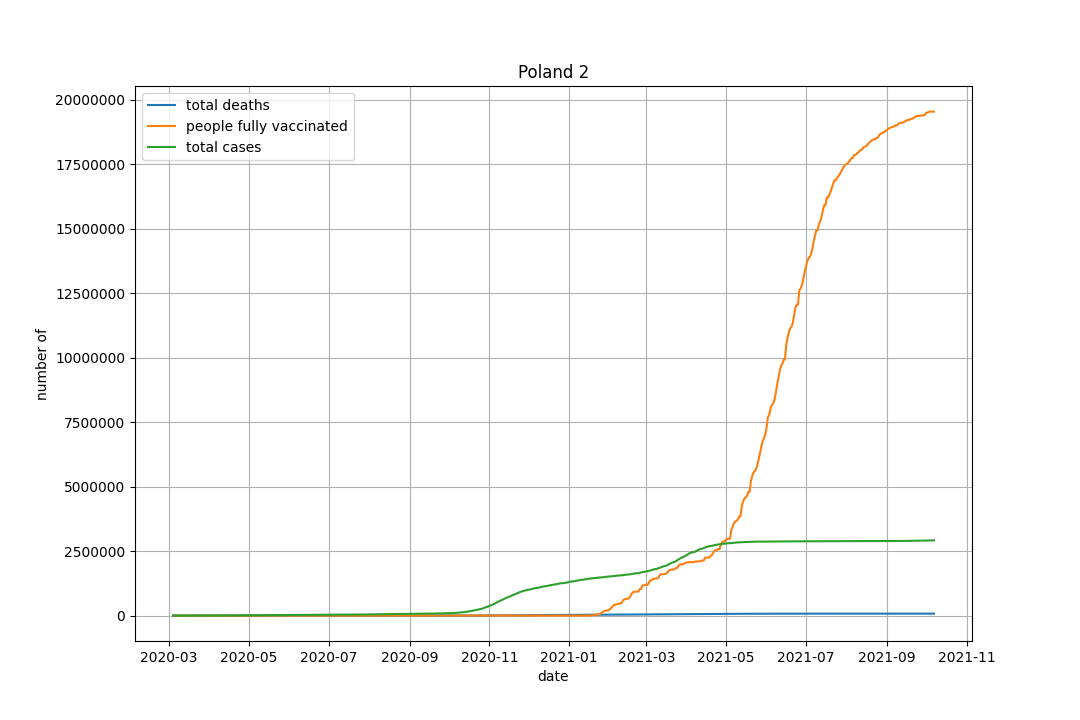 Poland 2
total deaths
people fully vaccinated
total cases
20000000
17500000
15000000
12500000
10000000
7500000
5000000
2500000
0
number of
2020-03 2020-05 2020-07 2020-09 2020-11 2021-01 2021-03 2021-05 2021-07 2021-09 2021-11
date